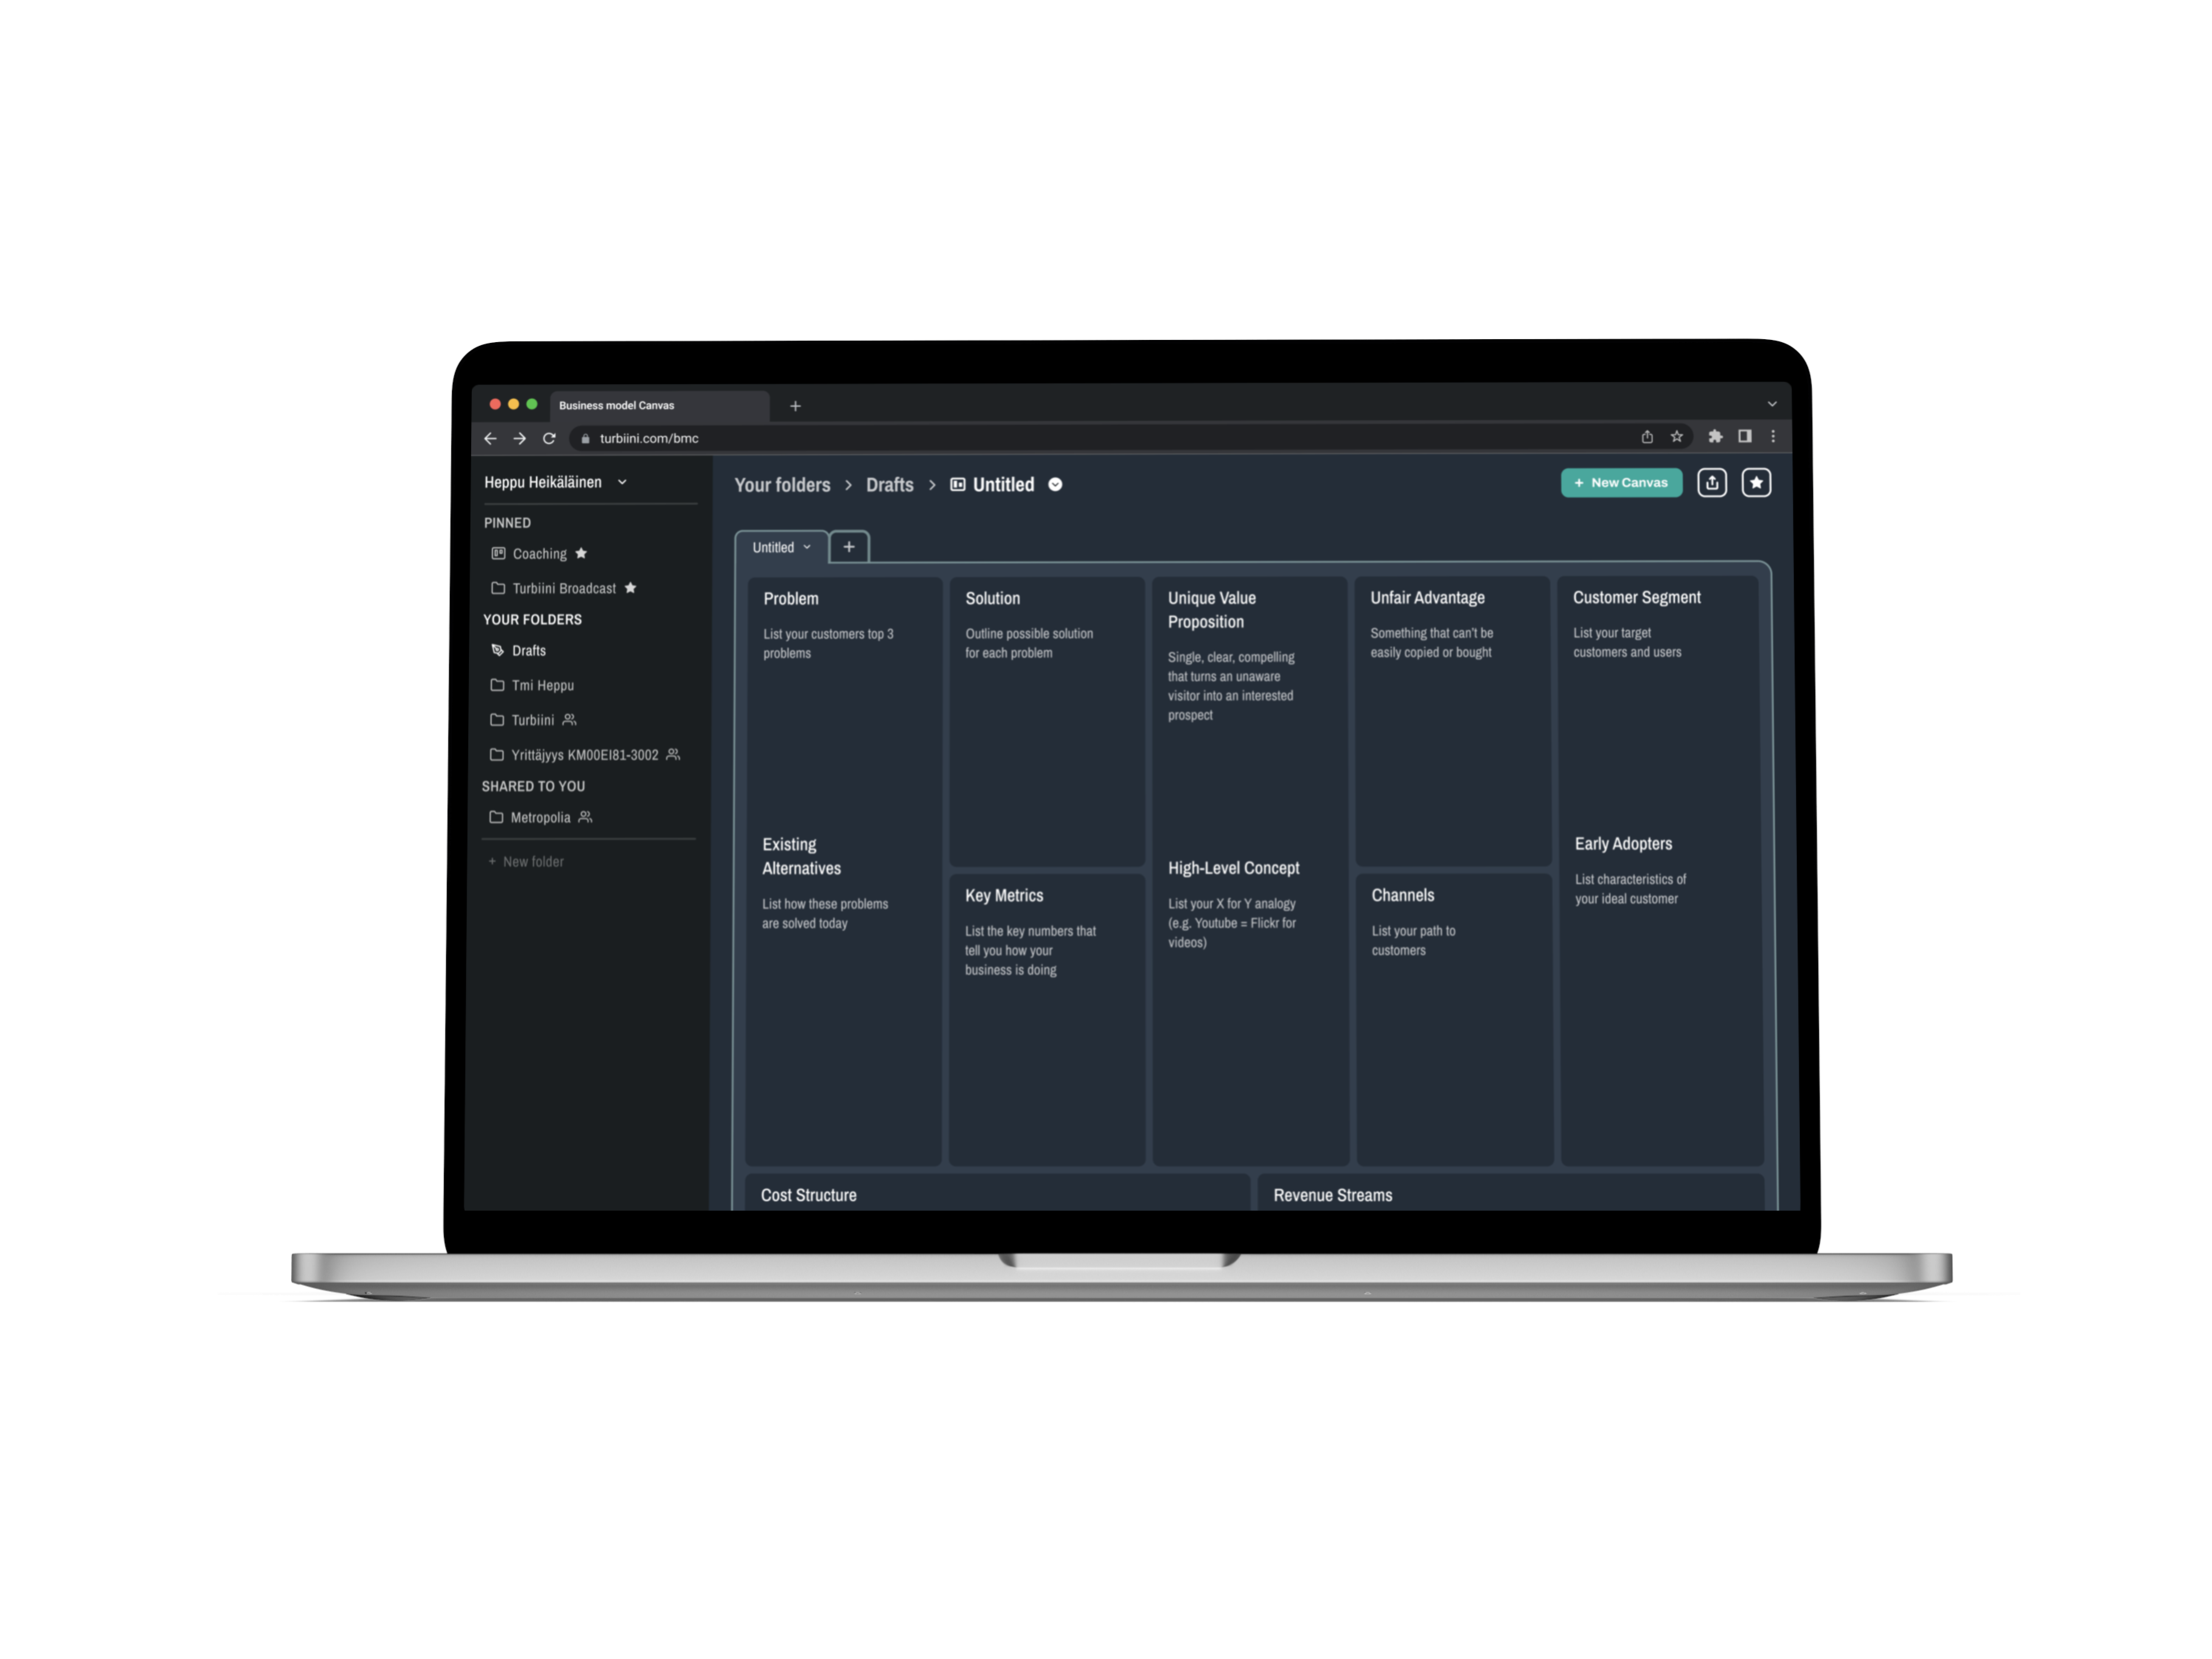 Business model Canvas
turbiini.com/bmc
Heppu Heikäläinen
PINNED
Coaching
Turbiini Broadcast
YOUR FOLDERS
Drafts
Tmi Heppu
Turbiini
Yrittäjyys KM00EI81-3002
SHARED TO YOU
Metropolia
+ New folder
Your folders > Drafts > Untitled
+ New Canvas
Untitled
+
Problem
List your customers top 3
problems
Existing
Alternatives
List how these problems
are solved today
Solution
Outline possible solution
for each problem
Key Metrics
List the key numbers that
tell you how your
business is doing
Unique Value
Proposition
Single, clear, compelling
that turns an unaware
visitor into an interested
prospect
High-Level Concept
List your X for Y analogy
(e.g. Youtube = Flickr for
videos)
Unfair Advantage
Something that can't be
easily copied or bought
Channels
List your path to
customers
Customer Segment
List your target
customers and users
Early Adopters
List characteristics of
your ideal customer
Cost Structure
Revenue Streams